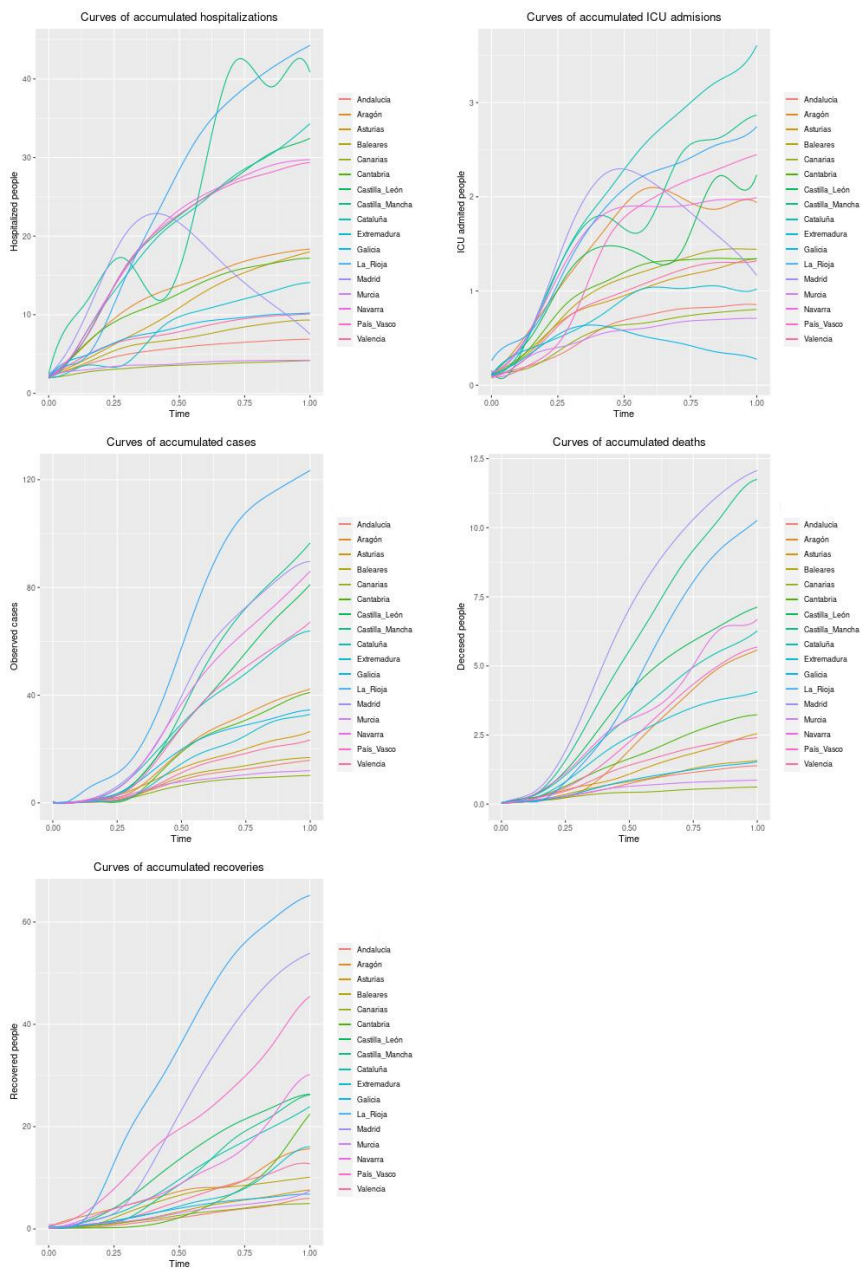 Curves of accumulated hospitalizations
Hospitalized people
40
30
20
10
0
0.00 0.25 0.50 0.75 1.00
Time
Andalucía
Aragón
Asturias
Baleares
Canarias
Cantabria
Castilla_León
Castilla_Mancha
Cataluña
Extremadura
Galicia
La_Rioja
Madrid
Murcia
Navarra
País_Vasco
Valencia
Curves of accumulated ICU admisions
ICU admited people
3
2
1
0
0.00 0.25 0.50 0.75 1.00
Time
Andalucía
Aragón
Asturias
Baleares
Canarias
Cantabria
Castilla_León
Castilla_Mancha
Cataluña
Extremadura
Galicia
La_Rioja
Madrid
Murcia
Navarra
País_Vasco
Valencia
Curves of accumulated cases
Observed cases
120
80
40
0
0.00 0.25 0.50 0.75 1.00
Time
Andalucía
Aragón
Asturias
Baleares
Canarias
Cantabria
Castilla_León
Castilla_Mancha
Cataluña
Extremadura
Galicia
La_Rioja
Madrid
Murcia
Navarra
País_Vasco
Valencia
Curves of accumulated deaths
Decesed people
12.5
10.0
7.5
5.0
2.5
0.0
0.00 0.25 0.50 0.75 1.00
Time
Andalucía
Aragón
Asturias
Baleares
Canarias
Cantabria
Castilla_León
Castilla_Mancha
Cataluña
Extremadura
Galicia
La_Rioja
Madrid
Murcia
Navarra
País_Vasco
Valencia
Curves of accumulated recoveries
Recovered people
60
40
20
0
0.00 0.25 0.50 0.75 1.00
Time
Andalucía
Aragón
Asturias
Baleares
Canarias
Cantabria
Castilla_León
Castilla_Mancha
Cataluña
Extremadura
Galicia
La_Rioja
Madrid
Murcia
Navarra
País_Vasco
Valencia